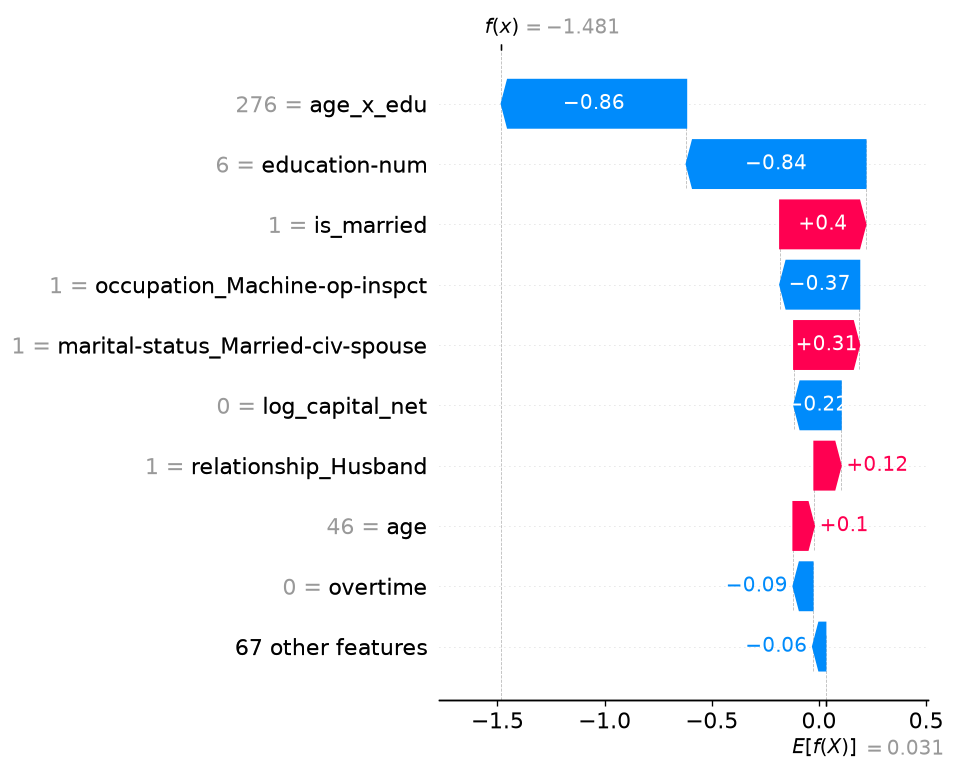 f(x) = −1.481
276 = age_x_edu −0.86
6 = education-num −0.84
1 = is_married +0.4
1 = occupation_Machine-op-inspct −0.37
1 = marital-status_Married-civ-spouse +0.31
0 = log_capital_net −0.22
1 = relationship_Husband +0.12
46 = age +0.1
0 = overtime −0.09
67 other features −0.06
−1.5 −1.0 −0.5 0.0 0.5
E[f(X)] = 0.031